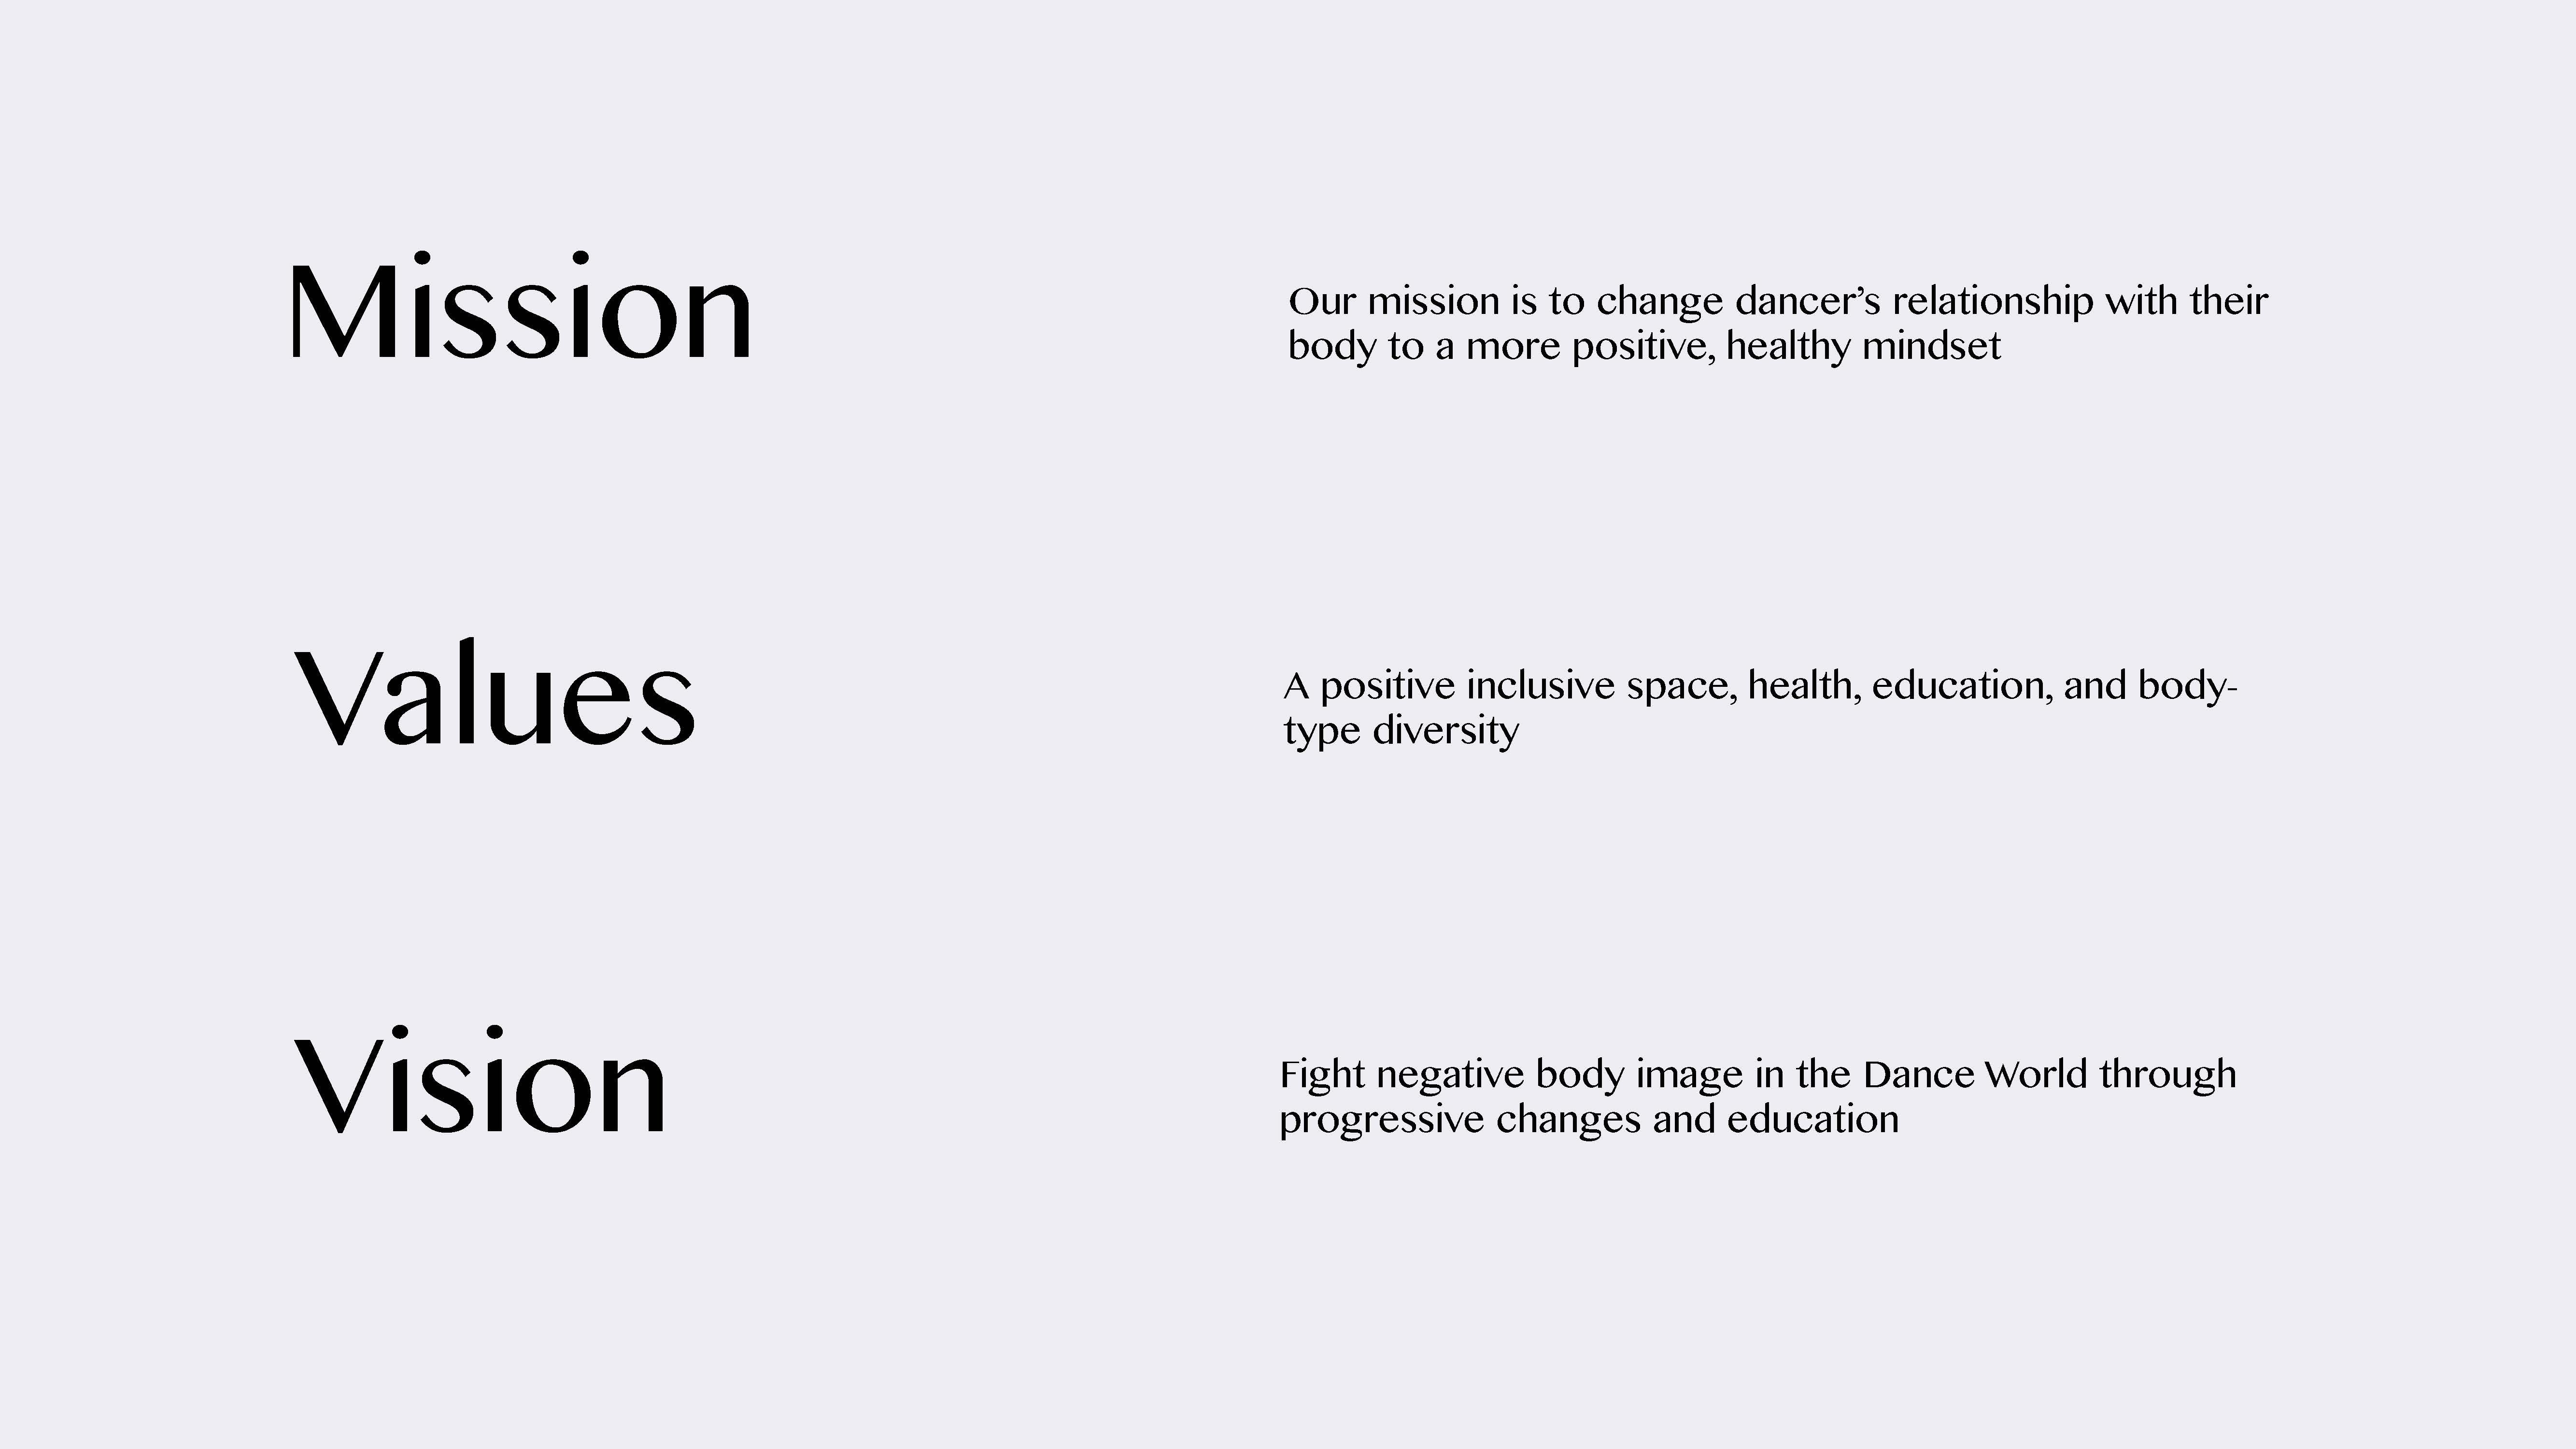 Mission
Our mission is to change dancer’s relationship with their
body to a more positive, healthy mindset
Values
A positive inclusive space, health, education, and body-
type diversity
Vision
Fight negative body image in the Dance World through
progressive changes and education